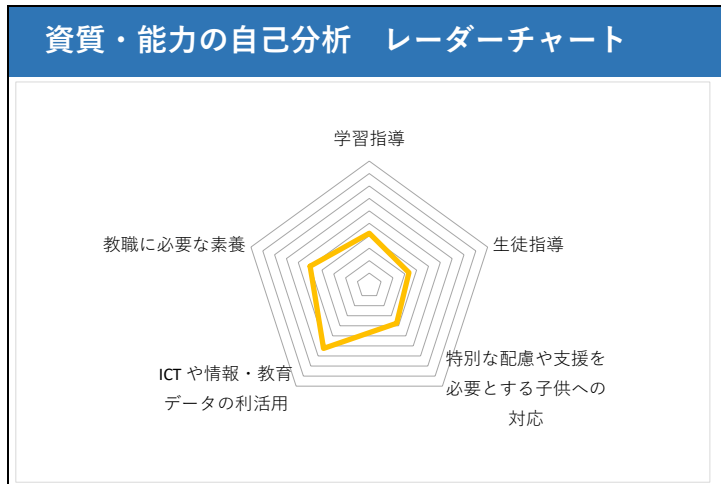 資質・能力の自己分析　レーダーチャート
学習指導
教職に必要な素養
生徒指導
ICT や情報・教育
データの利活用
特別な配慮や支援を
必要とする子供への
対応